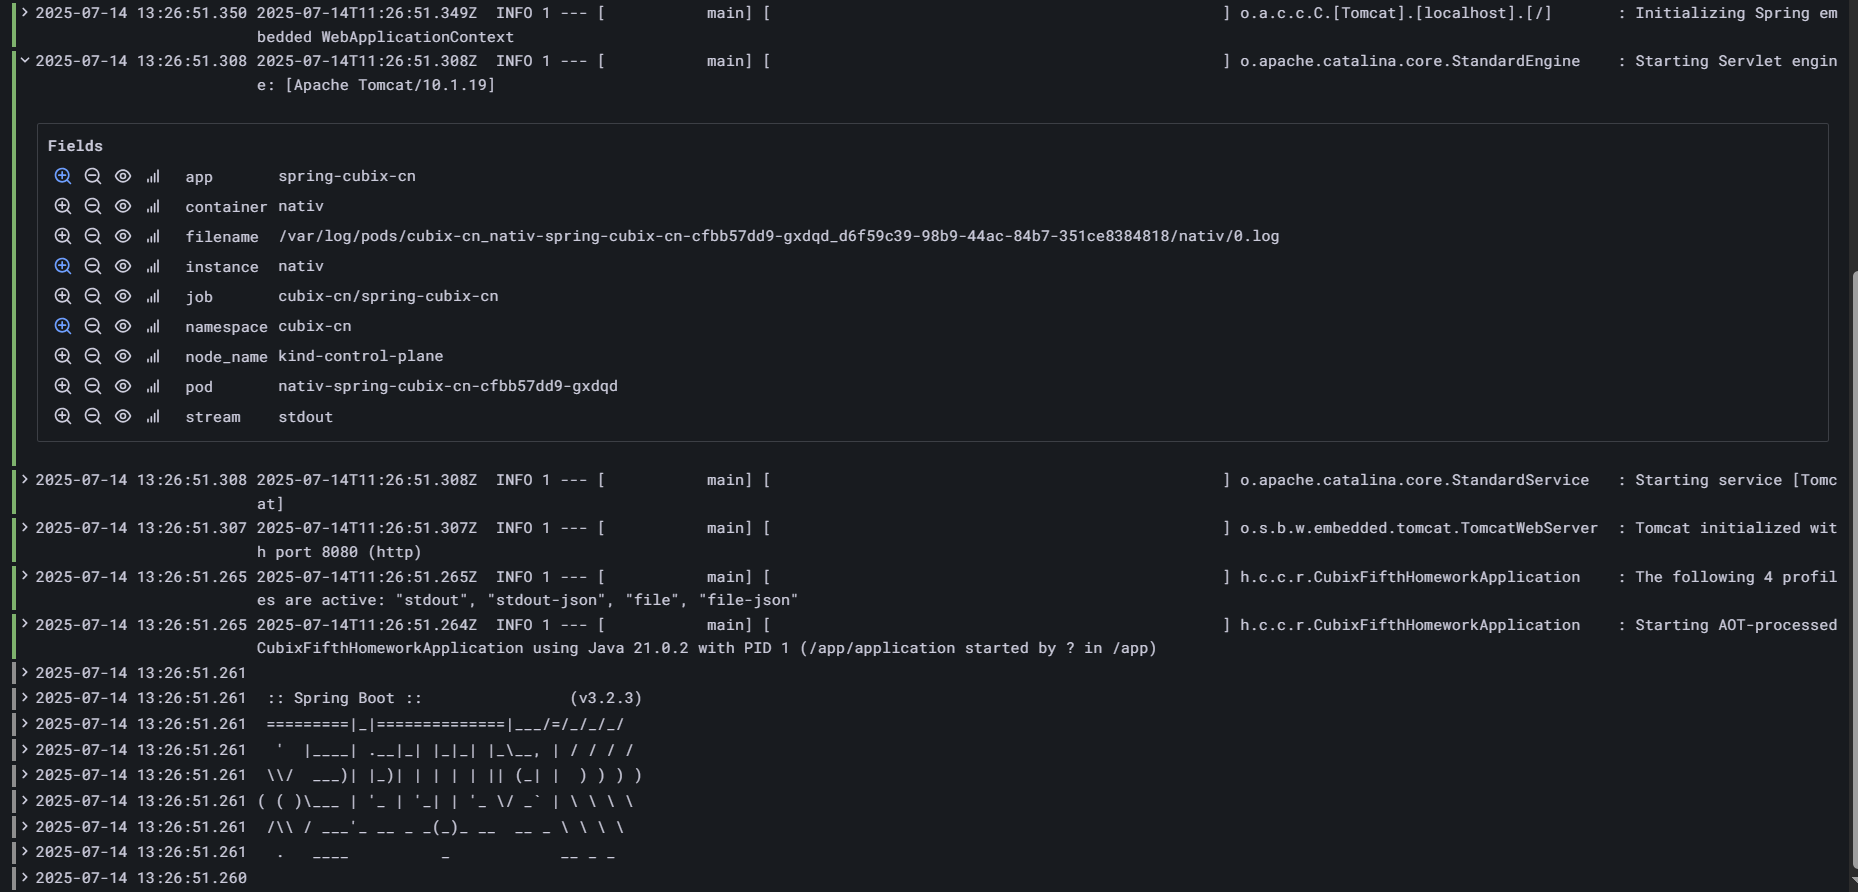 2025-07-14 13:26:51.350 2025-07-14T11:26:51.349Z  INFO 1 --- [           main] [                                                 ] o.a.c.c.C.[Tomcat].[localhost].[/]       : Initializing Spring em
bedded WebApplicationContext
2025-07-14 13:26:51.308 2025-07-14T11:26:51.308Z  INFO 1 --- [           main] [                                                 ] o.apache.catalina.core.StandardEngine    : Starting Servlet engin
e: [Apache Tomcat/10.1.19]
Fields
app spring-cubix-cn
container nativ
filename /var/log/pods/cubix-cn_nativ-spring-cubix-cn-cfbb57dd9-gxdqd_d6f59c39-98b9-44ac-84b7-351ce8384818/nativ/0.log
instance nativ
job cubix-cn/spring-cubix-cn
namespace cubix-cn
node_name kind-control-plane
pod nativ-spring-cubix-cn-cfbb57dd9-gxdqd
stream stdout
2025-07-14 13:26:51.308 2025-07-14T11:26:51.308Z  INFO 1 --- [           main] [                                                 ] o.apache.catalina.core.StandardService   : Starting service [Tomc
at]
2025-07-14 13:26:51.307 2025-07-14T11:26:51.307Z  INFO 1 --- [           main] [                                                 ] o.s.b.w.embedded.tomcat.TomcatWebServer  : Tomcat initialized wit
h port 8080 (http)
2025-07-14 13:26:51.265 2025-07-14T11:26:51.265Z  INFO 1 --- [           main] [                                                 ] h.c.c.r.CubixFifthHomeworkApplication    : The following 4 profil
es are active: "stdout", "stdout-json", "file", "file-json"
2025-07-14 13:26:51.265 2025-07-14T11:26:51.264Z  INFO 1 --- [           main] [                                                 ] h.c.c.r.CubixFifthHomeworkApplication    : Starting AOT-processed
CubixFifthHomeworkApplication using Java 21.0.2 with PID 1 (/app/application started by ? in /app)
2025-07-14 13:26:51.261
2025-07-14 13:26:51.261  :: Spring Boot ::                (v3.2.3)
2025-07-14 13:26:51.261  =========|_|==============|___/=/_/_/_/
2025-07-14 13:26:51.261   '  |____| .__|_| |_|_| |_\__, | / / / /
2025-07-14 13:26:51.261  \\/  ___)| |_)| | | | | || (_| |  ) ) ) )
2025-07-14 13:26:51.261 ( ( )\___ | '_ | '_| | '_ \/ _` | \ \ \ \
2025-07-14 13:26:51.261  /\\ / ___'_ __ _ _(_)_ __  __ _ \ \ \ \
2025-07-14 13:26:51.261   .   ____          _            __ _ _
2025-07-14 13:26:51.260